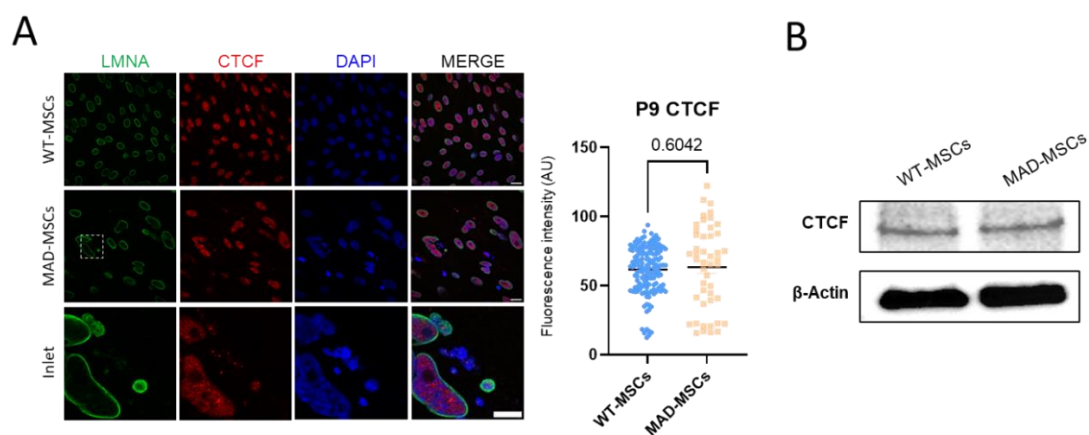 A
B
LMNA CTCF DAPI MERGE
WT-MSCs
MAD-MSCs
Inlet
P9 CTCF
0.6042
Fluorescence intensity (AU)
150
100
50
0
WT-MSCs MAD-MSCs
WT-MSCs MAD-MSCs
CTCF
β-Actin